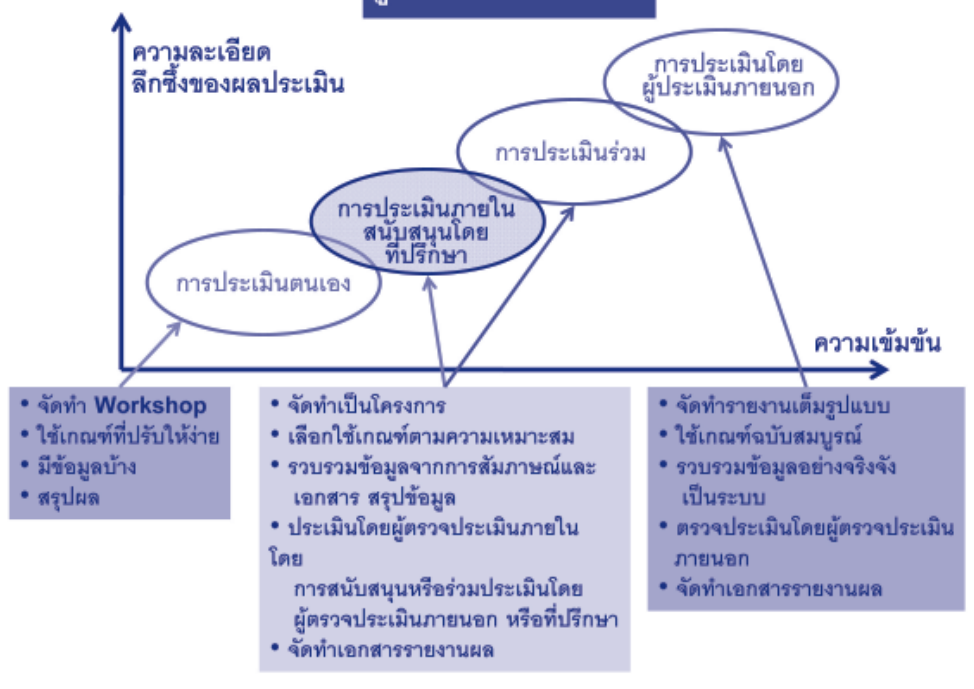 ความละเอียด
ลึกซึ้งของผลประเมิน
การประเมินโดย
ผู้ประเมินภายนอก
การประเมินร่วม
การประเมินภายใน
สนับสนุนโดย
ที่ปรึกษา
การประเมินตนเอง
ความเข้มข้น
• จัดทำ Workshop
• ใช้เกณฑ์ที่ปรับให้ง่าย
• มีข้อมูลบ้าง
• สรุปผล
• จัดทำเป็นโครงการ
• เลือกใช้เกณฑ์ตามความเหมาะสม
• รวบรวมข้อมูลจากการสัมภาษณ์และ
เอกสาร สรุปข้อมูล
• ประเมินโดยผู้ตรวจประเมินภายใน
โดย
การสนับสนุนหรือร่วมประเมินโดย
ผู้ตรวจประเมินภายนอก หรือที่ปรึกษา
• จัดทำเอกสารรายงานผล
• จัดทำรายงานเต็มรูปแบบ
• ใช้เกณฑ์ฉบับสมบูรณ์
• รวบรวมข้อมูลอย่างจริงจัง
เป็นระบบ
• ตรวจประเมินโดยผู้ตรวจประเมิน
ภายนอก
• จัดทำเอกสารรายงานผล